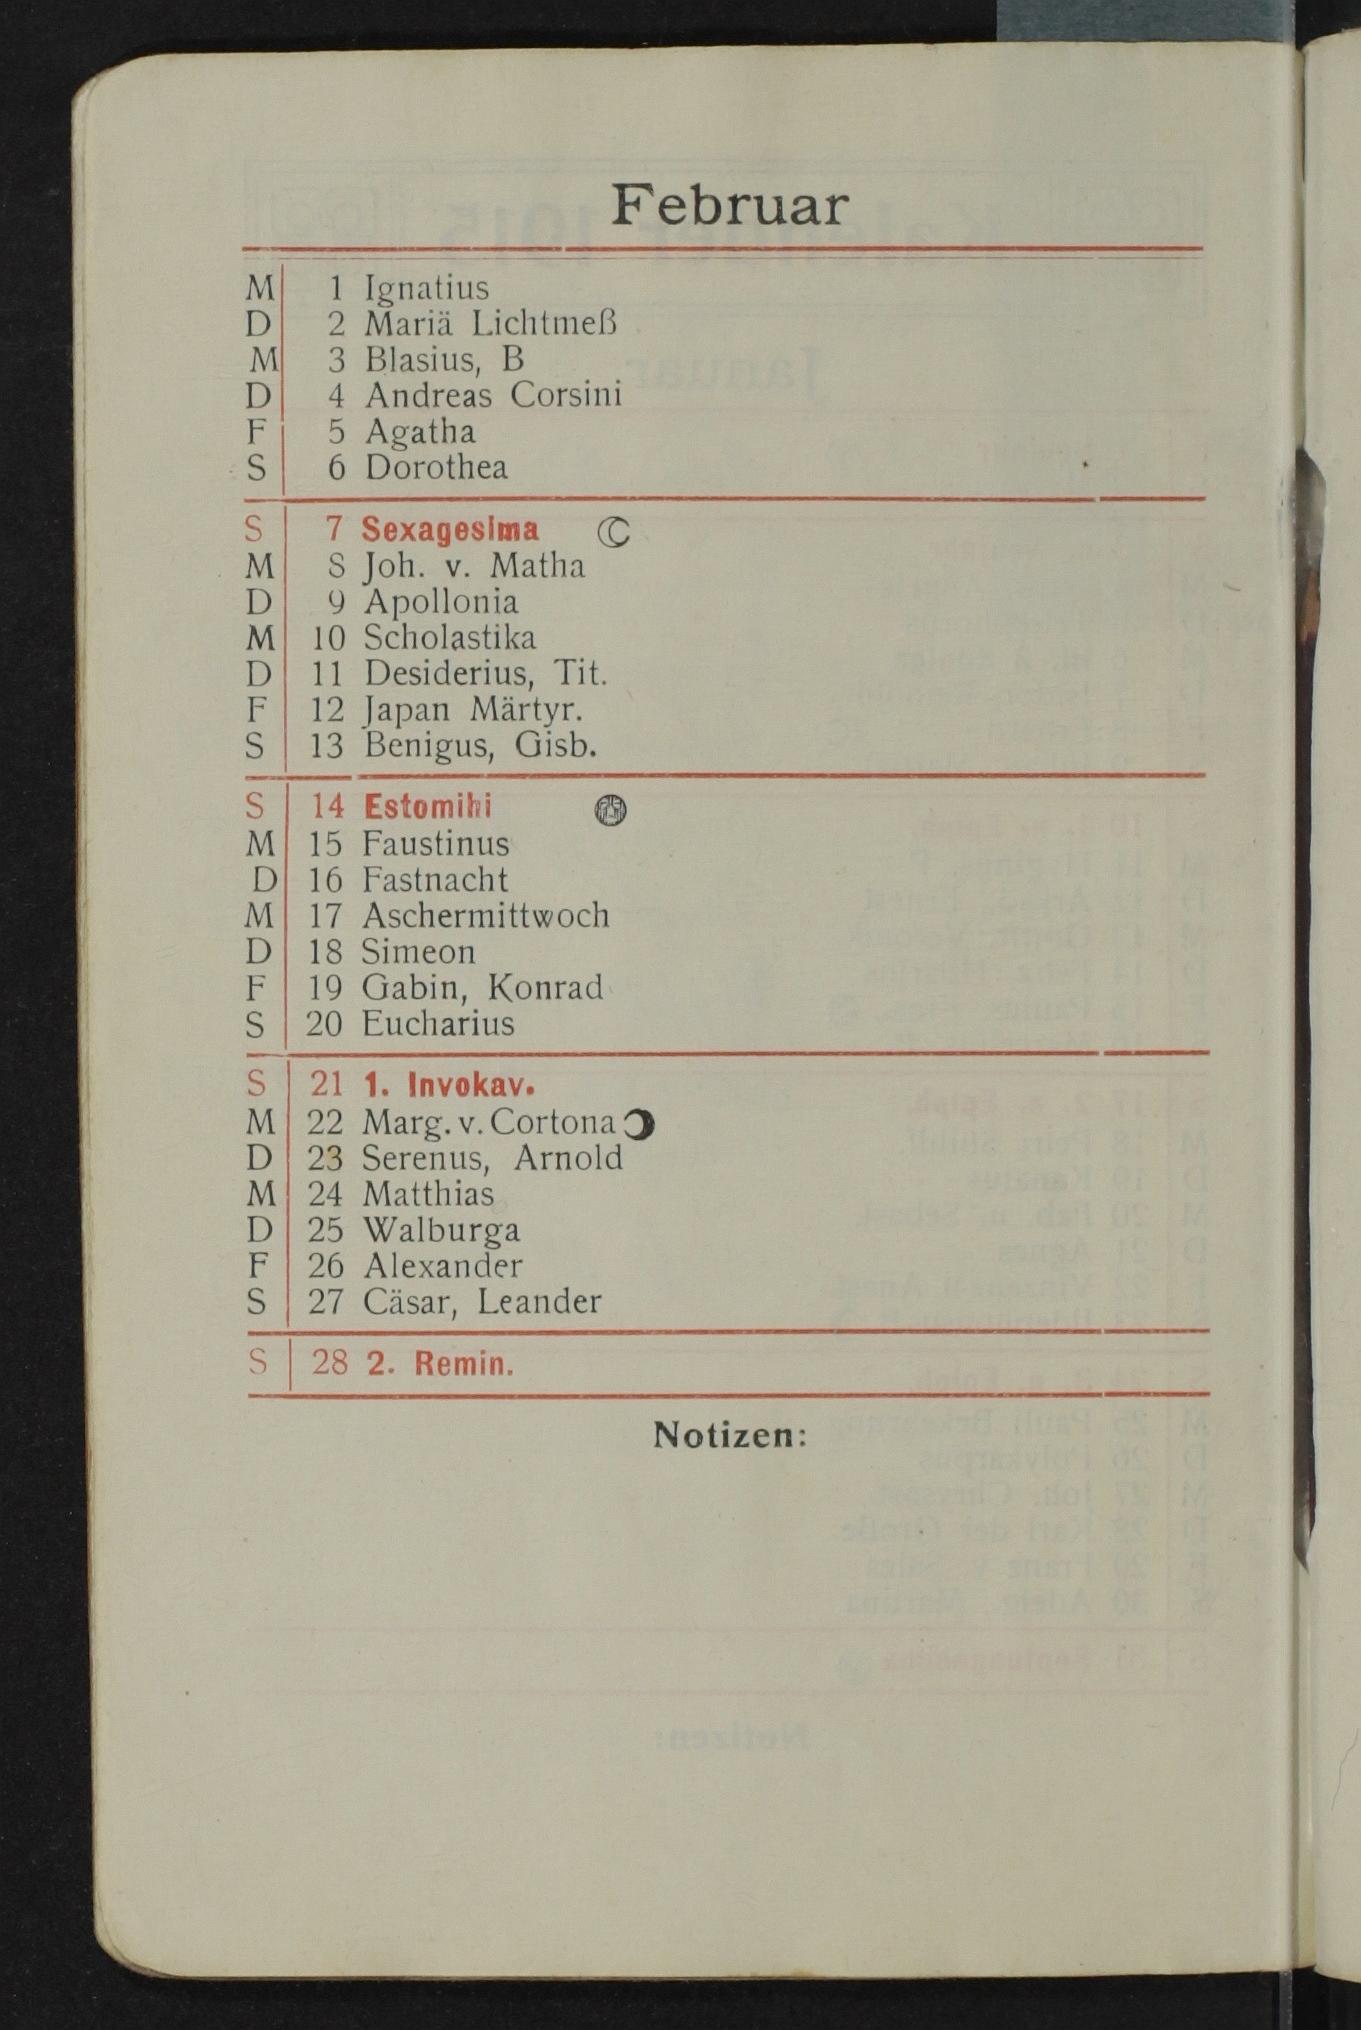 Februar
M 1 Ignatius
D 2 Mariä Lichtmeß
M 3 Blasius, B
D 4 Andreas Corsini
F 5 Agatha
S 6 Dorothea
S 7 Sexagesima
M 8 Joh. v. Matha
D 9 Apollonia
M 10 Scholastika
D 11 Desiderius, Tit.
F 12 Japan Märtyr.
S 13 Benigus, Gisb.
S 14 Estomihi
M 15 Faustinus
D 16 Fastnacht
M 17 Aschermittwoch
D 18 Simeon
F 19 Gabin, Konrad
S 20 Eucharius
S 21 1. Invokav.
M 22 Marg. v. Cortona
D 23 Serenus, Arnold
M 24 Matthias
D 25 Walburga
F 26 Alexander
S 27 Cäsar, Leander
S 28 2. Remin.
Notizen: